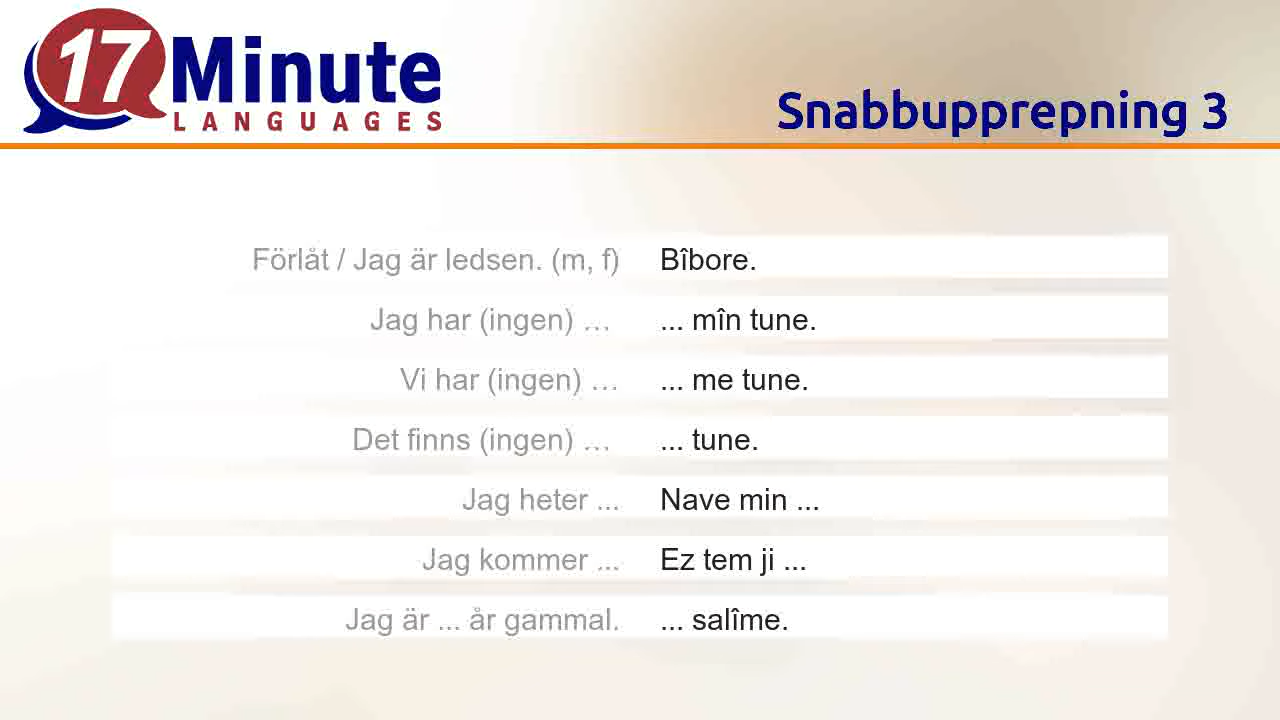 17 Minute
LANGUAGES
Snabbupprepning 3
Förlåt / Jag är ledsen. (m, f) Bîbore.
Jag har (ingen) … ... mîn tune.
Vi har (ingen) … ... me tune.
Det finns (ingen) … ... tune.
Jag heter ... Nave min ...
Jag kommer ... Ez tem ji ...
Jag är ... år gammal. ... salîme.